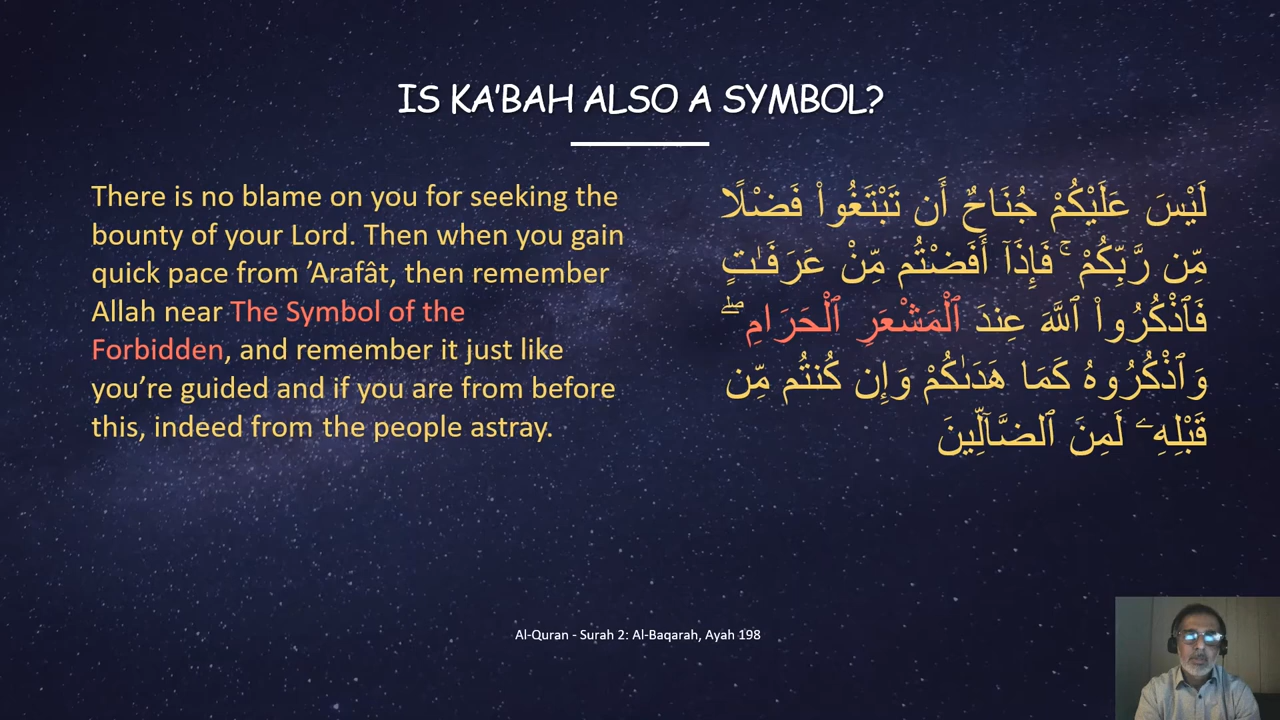 IS KA'BAH ALSO A SYMBOL?
There is no blame on you for seeking the
bounty of your Lord. Then when you gain
quick pace from ’Arafât, then remember
Allah near The Symbol of the
Forbidden, and remember it just like
you’re guided and if you are from before
this, indeed from the people astray.
لَيْسَ عَلَيْكُمْ جُنَاحٌ أَن تَبْتَغُوا۟ فَضْلًا
مِّن رَّبِّكُمْ ۚ فَإِذَآ أَفَضْتُم مِّنْ عَرَفَـٰتٍ
فَٱذْكُرُوا۟ ٱللَّهَ عِندَ ٱلْمَشْعَرِ ٱلْحَرَامِ ۖ
وَٱذْكُرُوهُ كَمَا هَدَىٰكُمْ وَإِن كُنتُم مِّن
قَبْلِهِۦ لَمِنَ ٱلضَّآلِّينَ
Al-Quran - Surah 2: Al-Baqarah, Ayah 198